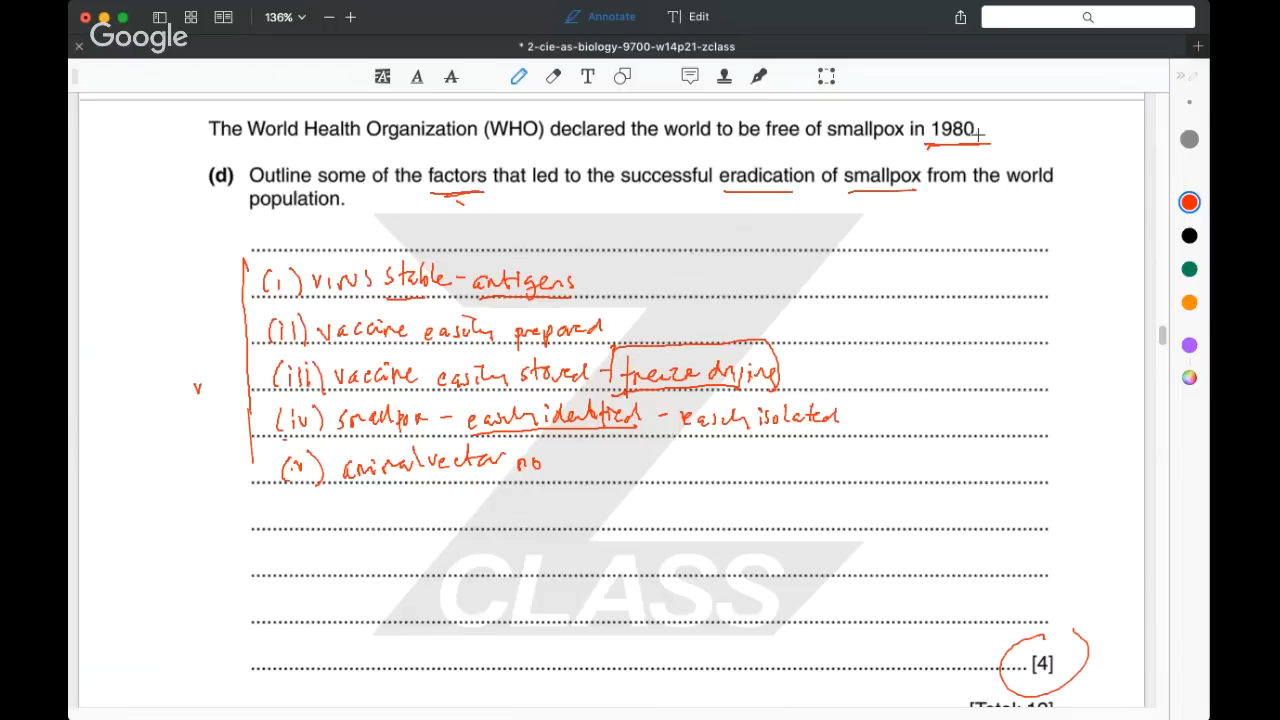 136%
Annotate
Edit
Google
* 2-cie-as-biology-9700-w14p21-zclass
The World Health Organization (WHO) declared the world to be free of smallpox in 1980.
(d) Outline some of the factors that led to the successful eradication of smallpox from the world
population.
(i) virus stable - antigens
(ii) vaccine easily prepared
(iii) vaccine easily stored - freeze drying
v
(iv) smallpox - easily identified - easily isolated
(v) animal vector no
Z
CLASS
[4]
[Total: 12]